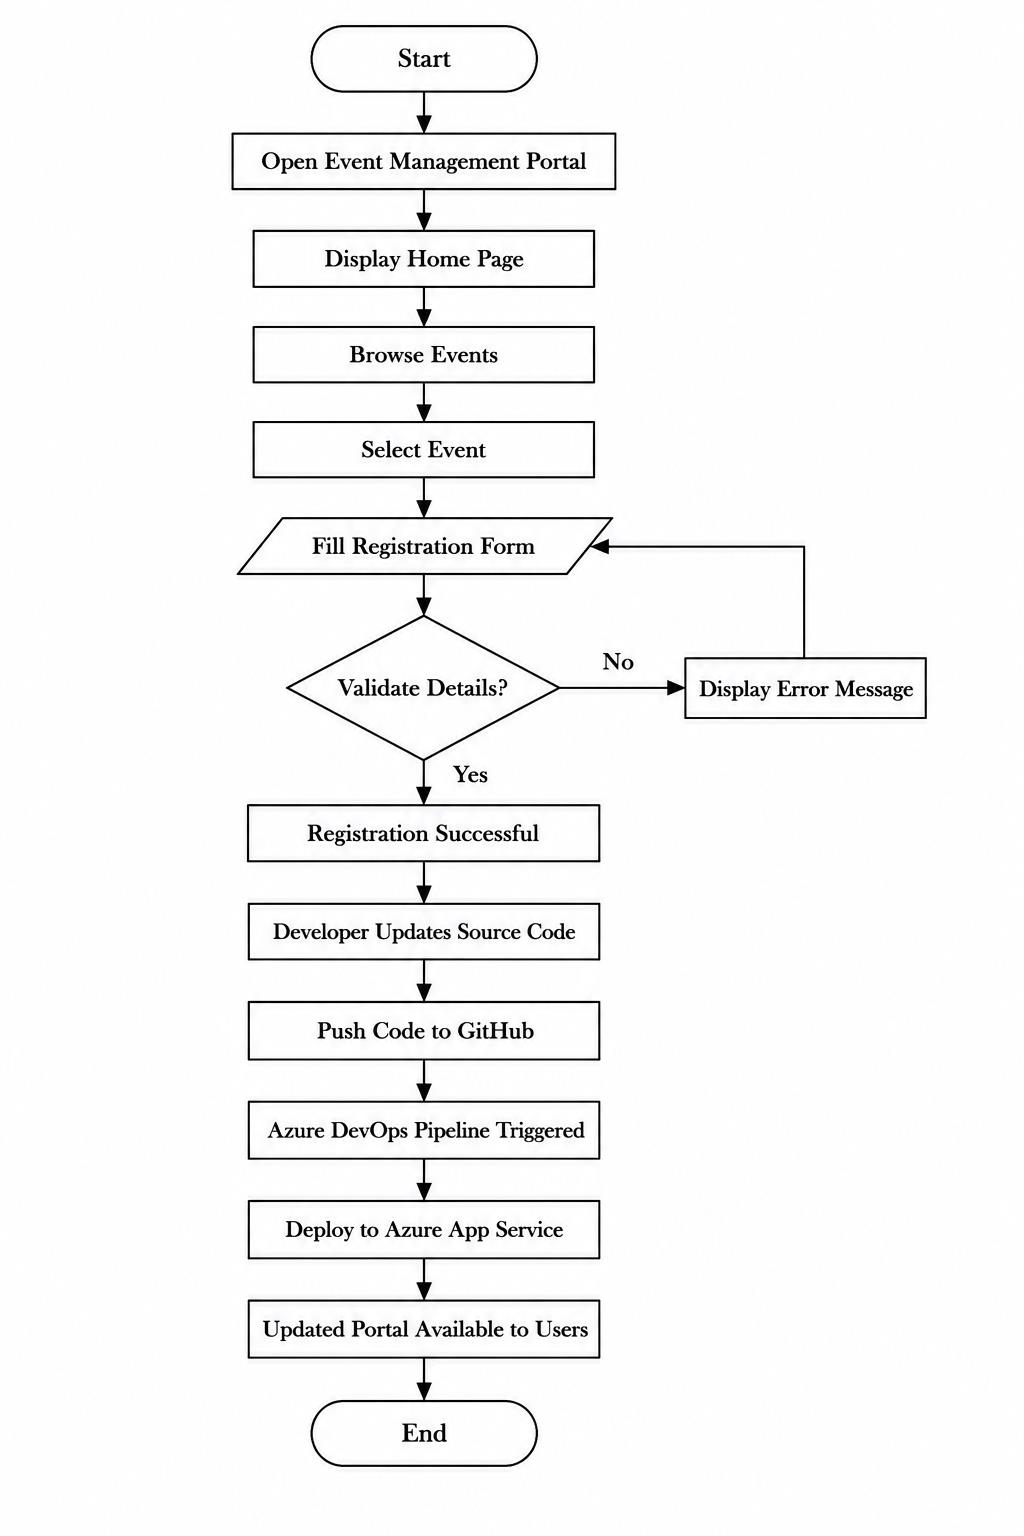 Start
Open Event Management Portal
Display Home Page
Browse Events
Select Event
Fill Registration Form
Validate Details?
No
Display Error Message
Yes
Registration Successful
Developer Updates Source Code
Push Code to GitHub
Azure DevOps Pipeline Triggered
Deploy to Azure App Service
Updated Portal Available to Users
End